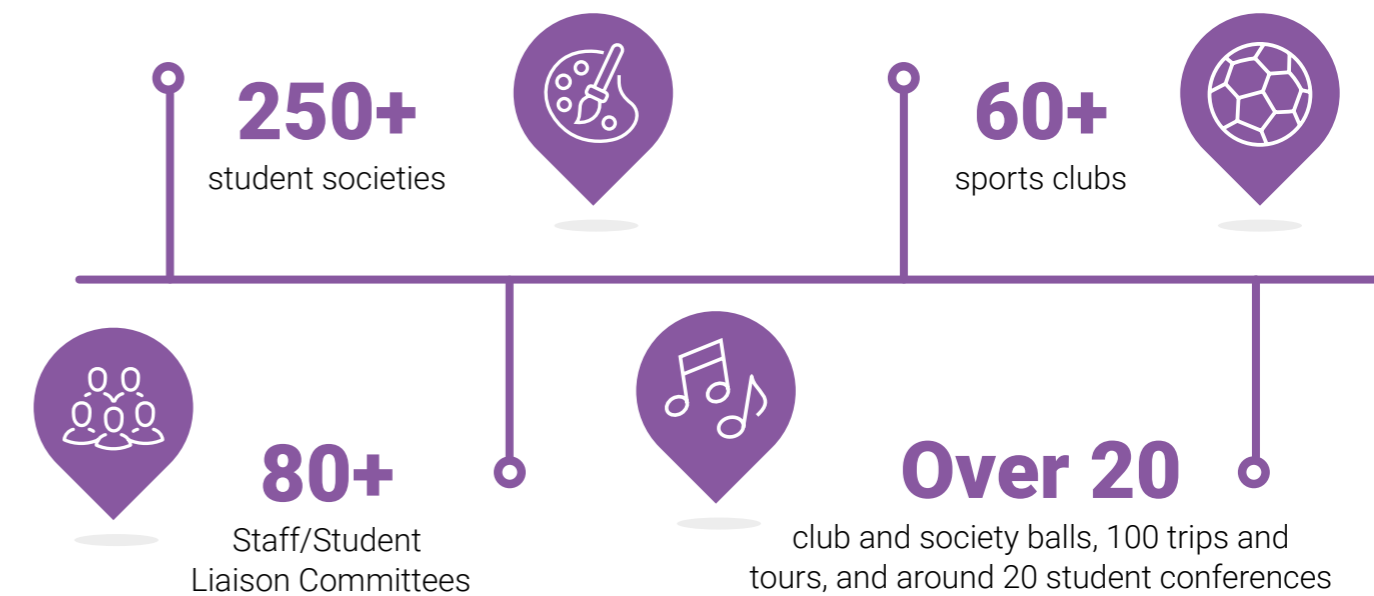 250+
student societies
60+
sports clubs
80+
Staff/Student
Liaison Committees
Over 20
club and society balls, 100 trips and
tours, and around 20 student conferences